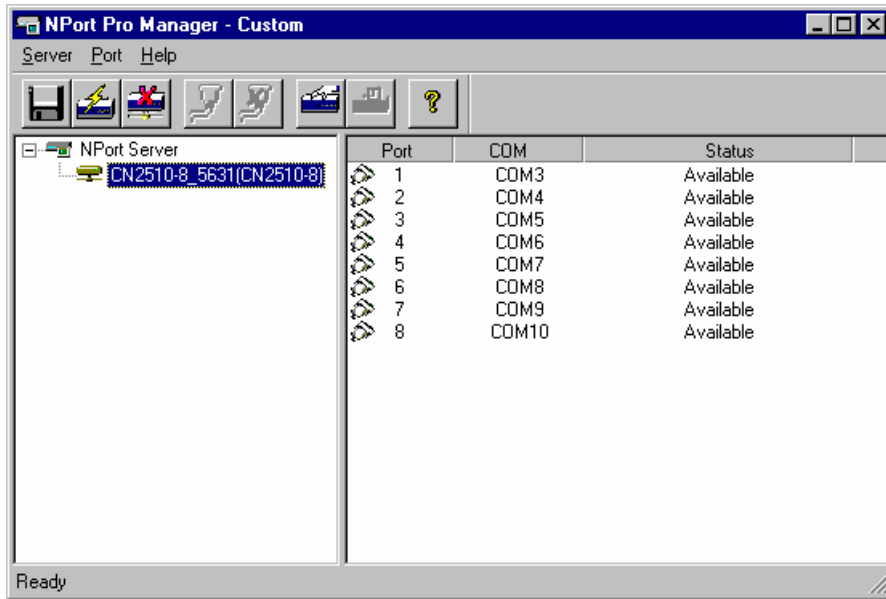 NPort Pro Manager - Custom
Server Port Help
NPort Server
CN2510-8_5631(CN2510-8)
Port COM Status
1 COM3 Available
2 COM4 Available
3 COM5 Available
4 COM6 Available
5 COM7 Available
6 COM8 Available
7 COM9 Available
8 COM10 Available
Ready